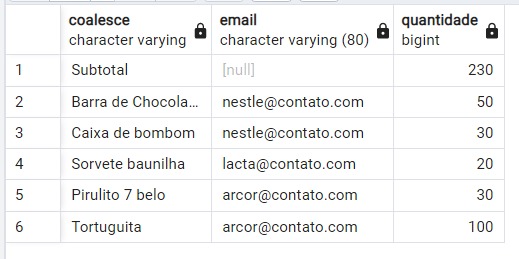 coalesce email quantidade
character varying character varying (80) bigint
1 Subtotal [null] 230
2 Barra de Chocola... nestle@contato.com 50
3 Caixa de bombom nestle@contato.com 30
4 Sorvete baunilha lacta@contato.com 20
5 Pirulito 7 belo arcor@contato.com 30
6 Tortuguita arcor@contato.com 100